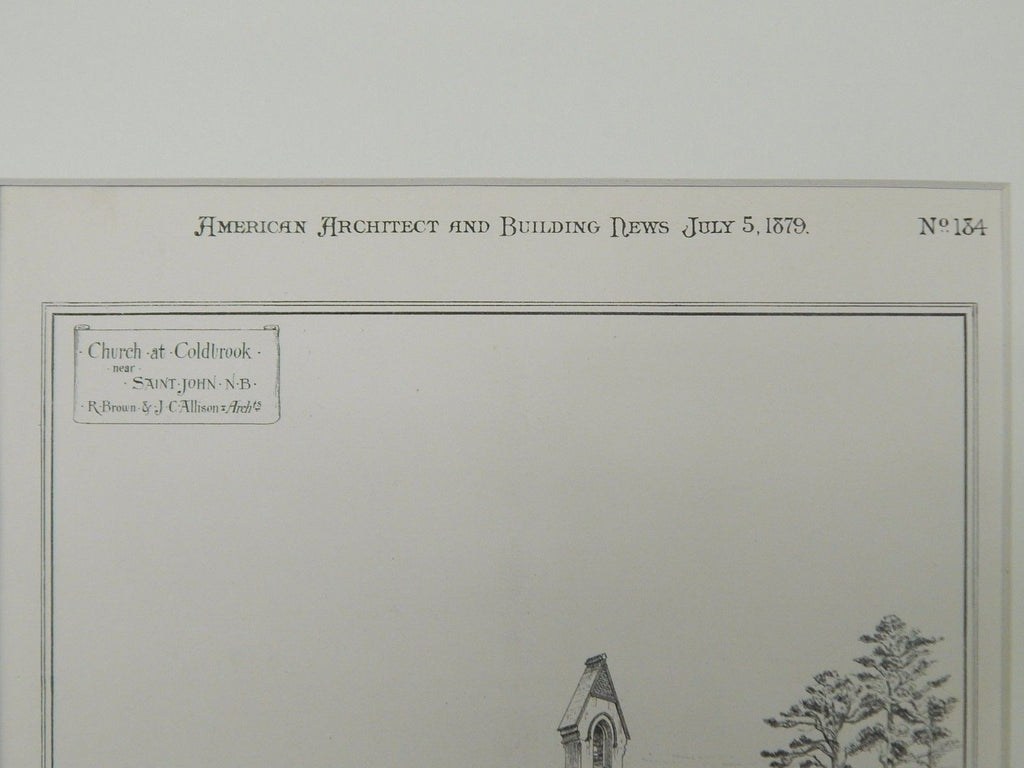 American Architect and Building News July 5, 1879. Nº 184
Church · at · Coldbrook ·
· near ·
· Saint · John · N · B ·
· R · Brown · & · J · C · Allison = Archts